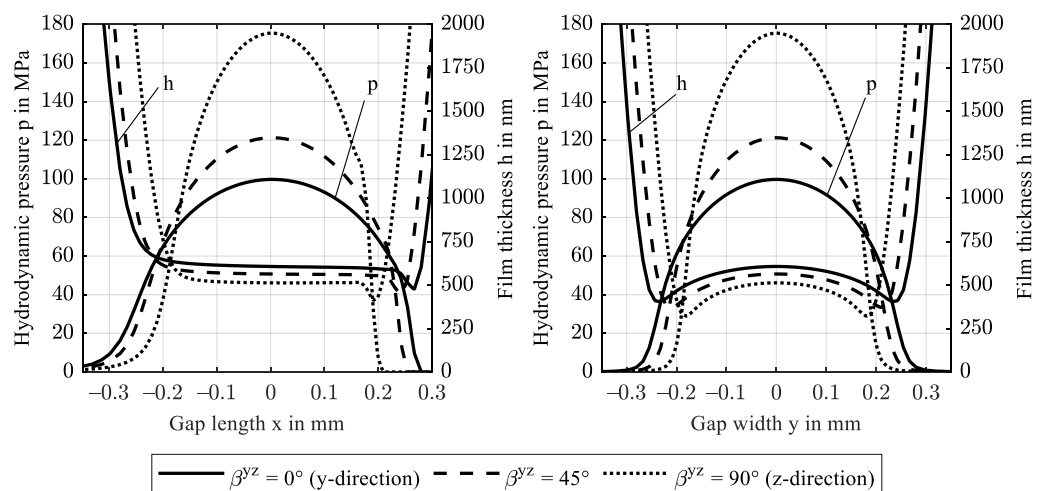 180 2000 180 2000
160 1750 160 1750
140 1500 140 1500
120 1250 120 1250
100 1000 100 1000
80 750 80 750
60 500 60 500
40 250 40 250
20 0 20 0
0 0
h p h p
Hydrodynamic pressure p in MPa
Film thickness h in nm
Hydrodynamic pressure p in MPa
Film thickness h in nm
−0.3 −0.2 −0.1 0 0.1 0.2 0.3 −0.3 −0.2 −0.1 0 0.1 0.2 0.3
Gap length x in mm Gap width y in mm
β^yz = 0° (y-direction) β^yz = 45° β^yz = 90° (z-direction)